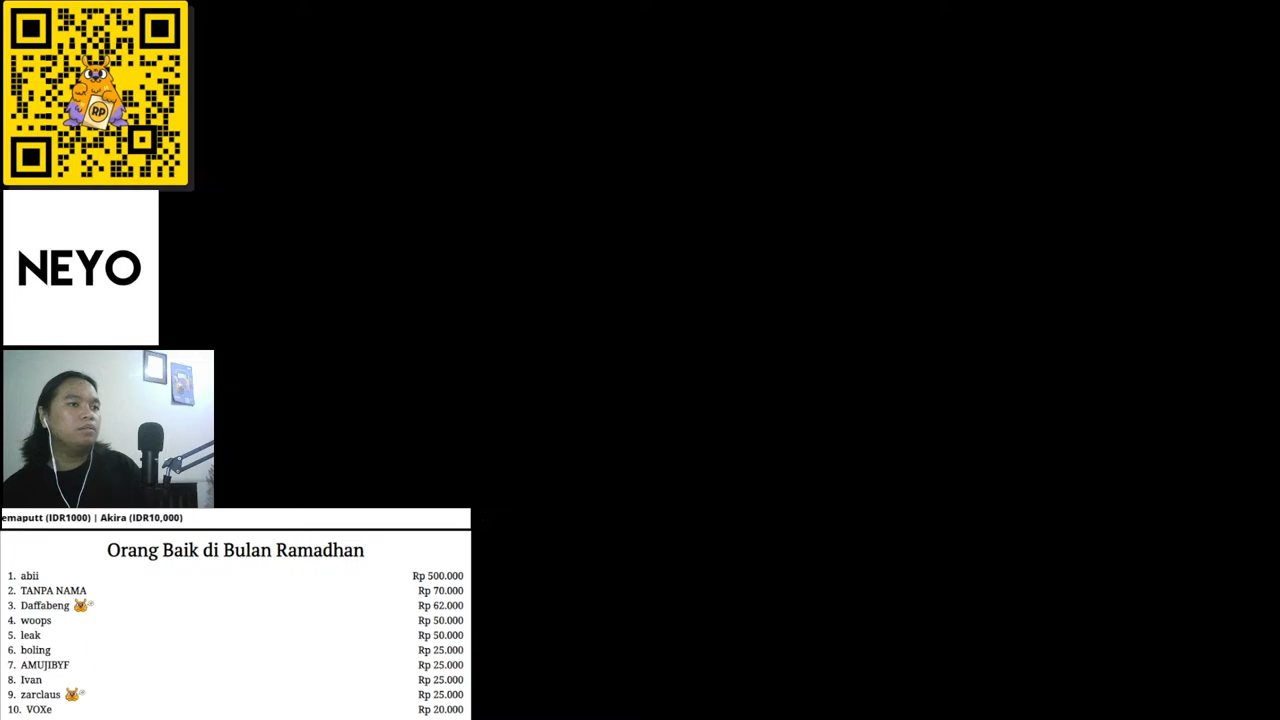 RP
NEYO
emaputt (IDR1000) | Akira (IDR10,000)
Orang Baik di Bulan Ramadhan
1. abii Rp 500.000
2. TANPA NAMA Rp 70.000
3. Daffabeng Rp 62.000
4. woops Rp 50.000
5. leak Rp 50.000
6. boling Rp 25.000
7. AMUJIBYF Rp 25.000
8. Ivan Rp 25.000
9. zarclaus Rp 25.000
10. VOXe Rp 20.000